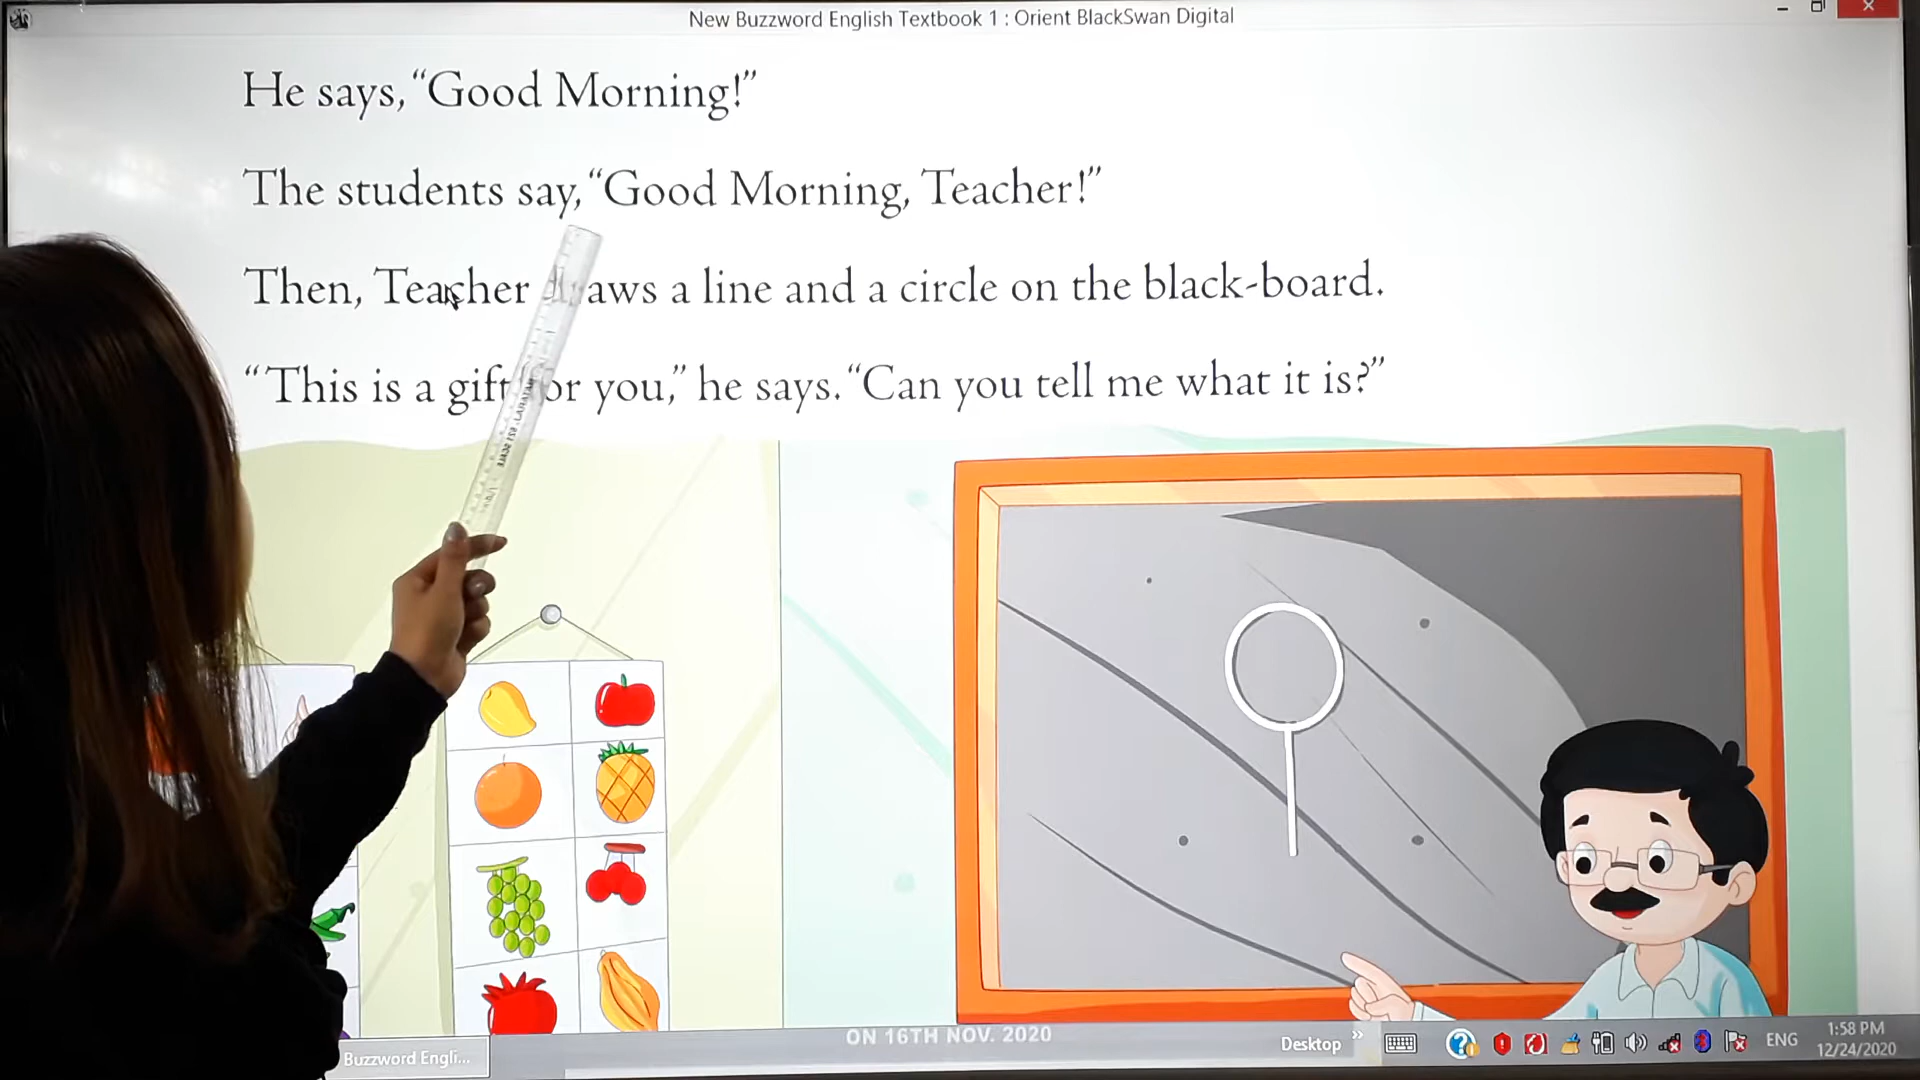 New Buzzword English Textbook 1 : Orient BlackSwan Digital
He says, “Good Morning!”
The students say, “Good Morning, Teacher!”
Then, Teacher draws a line and a circle on the black-board.
“This is a gift for you,” he says. “Can you tell me what it is?”
ON 16TH NOV. 2020
Buzzword Engli...
Desktop
ENG
1:58 PM
12/24/2020